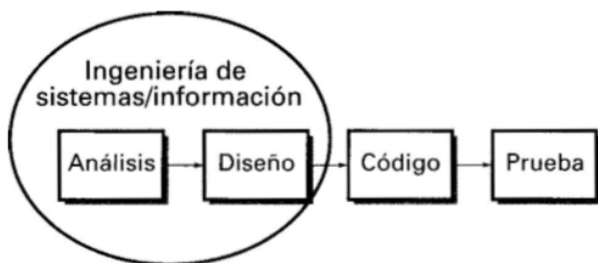 Ingeniería de
sistemas/información
Análisis
Diseño
Código
Prueba